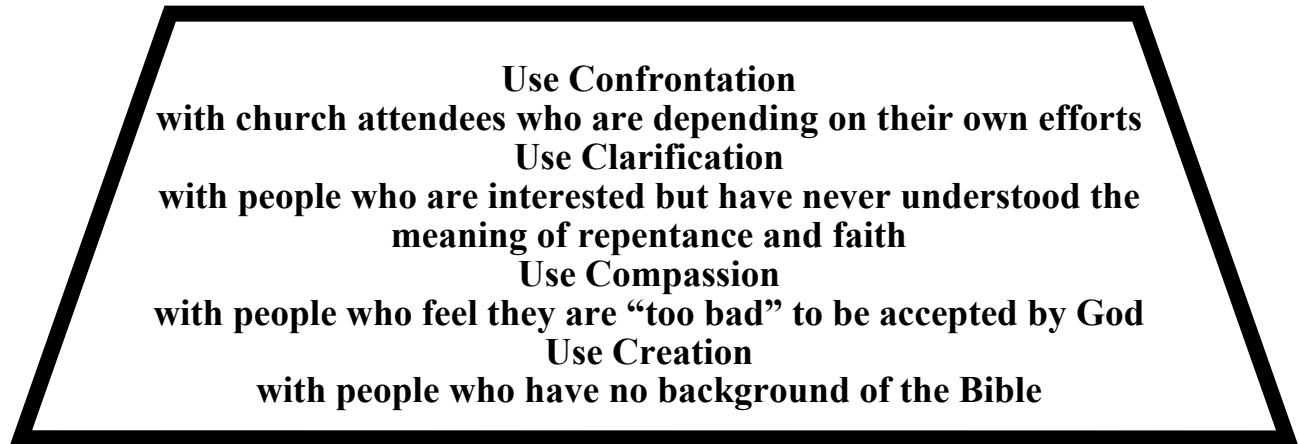 Use Confrontation
with church attendees who are depending on their own efforts
Use Clarification
with people who are interested but have never understood the
meaning of repentance and faith
Use Compassion
with people who feel they are “too bad” to be accepted by God
Use Creation
with people who have no background of the Bible